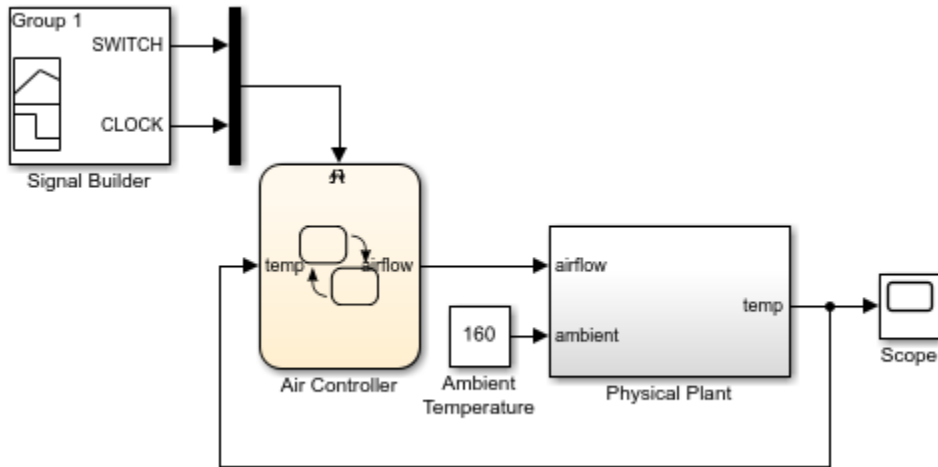 Group 1
SWITCH
CLOCK
Signal Builder
temp
airflow
Air Controller
160
Ambient
Temperature
airflow
ambient
temp
Physical Plant
Scope